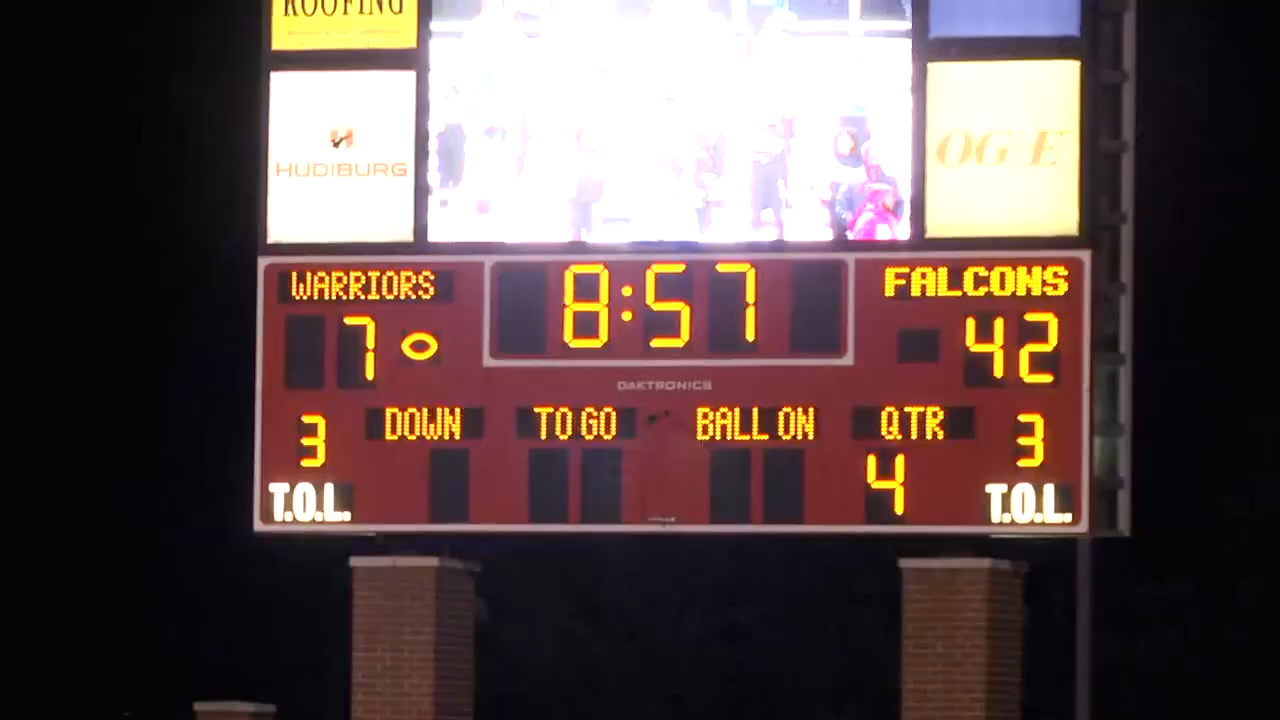 ROOFING
HUDIBURG
OG E
WARRIORS 8:57 FALCONS
7 42
DAKTRONICS
3 DOWN TO GO BALL ON QTR 3
4
T.O.L. T.O.L.